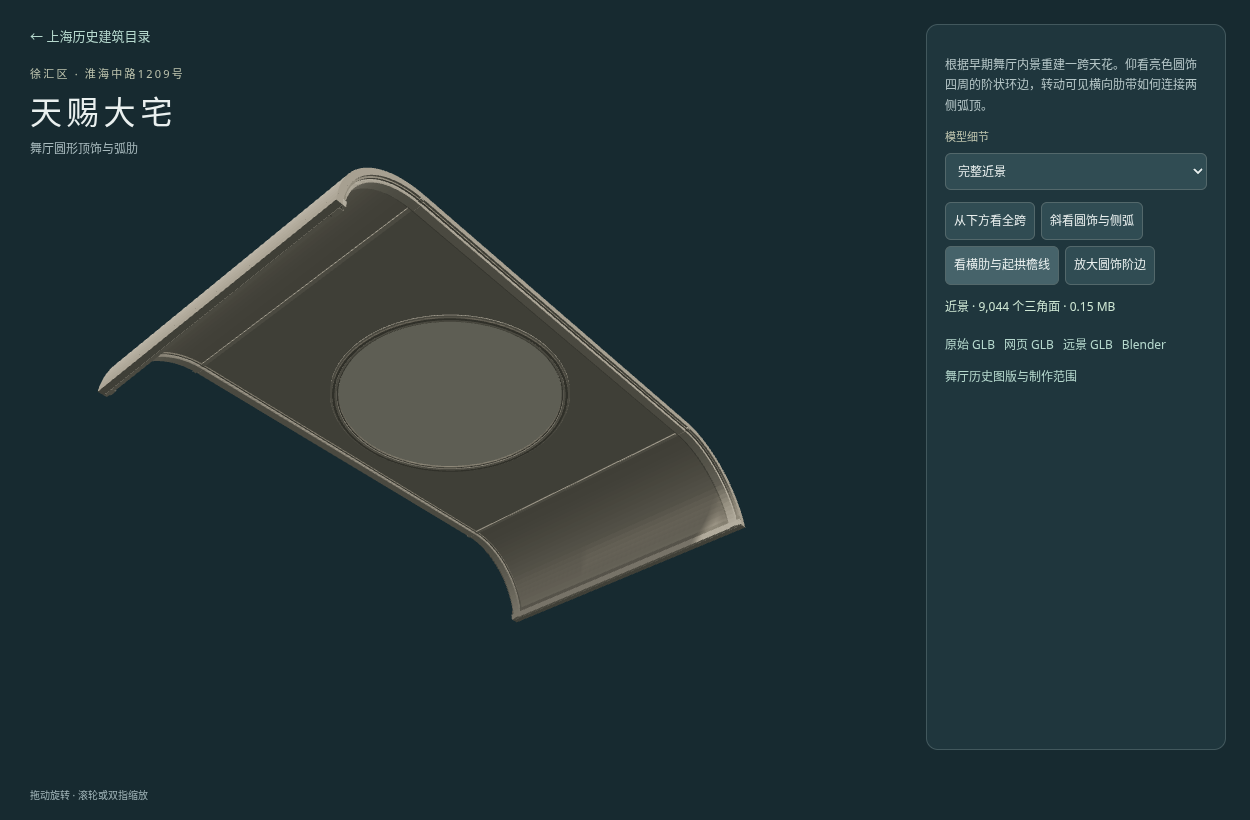 ← 上海历史建筑目录
徐汇区 · 淮海中路1209号
天赐大宅
舞厅圆形顶饰与弧肋
根据早期舞厅内景重建一跨天花。仰看亮色圆饰
四周的阶状环边，转动可见横向肋带如何连接两
侧弧顶。
模型细节
完整近景
从下方看全跨
斜看圆饰与侧弧
看横肋与起拱檐线
放大圆饰阶边
近景 · 9,044 个三角面 · 0.15 MB
原始 GLB 网页 GLB 远景 GLB Blender
舞厅历史图版与制作范围
拖动旋转 · 滚轮或双指缩放